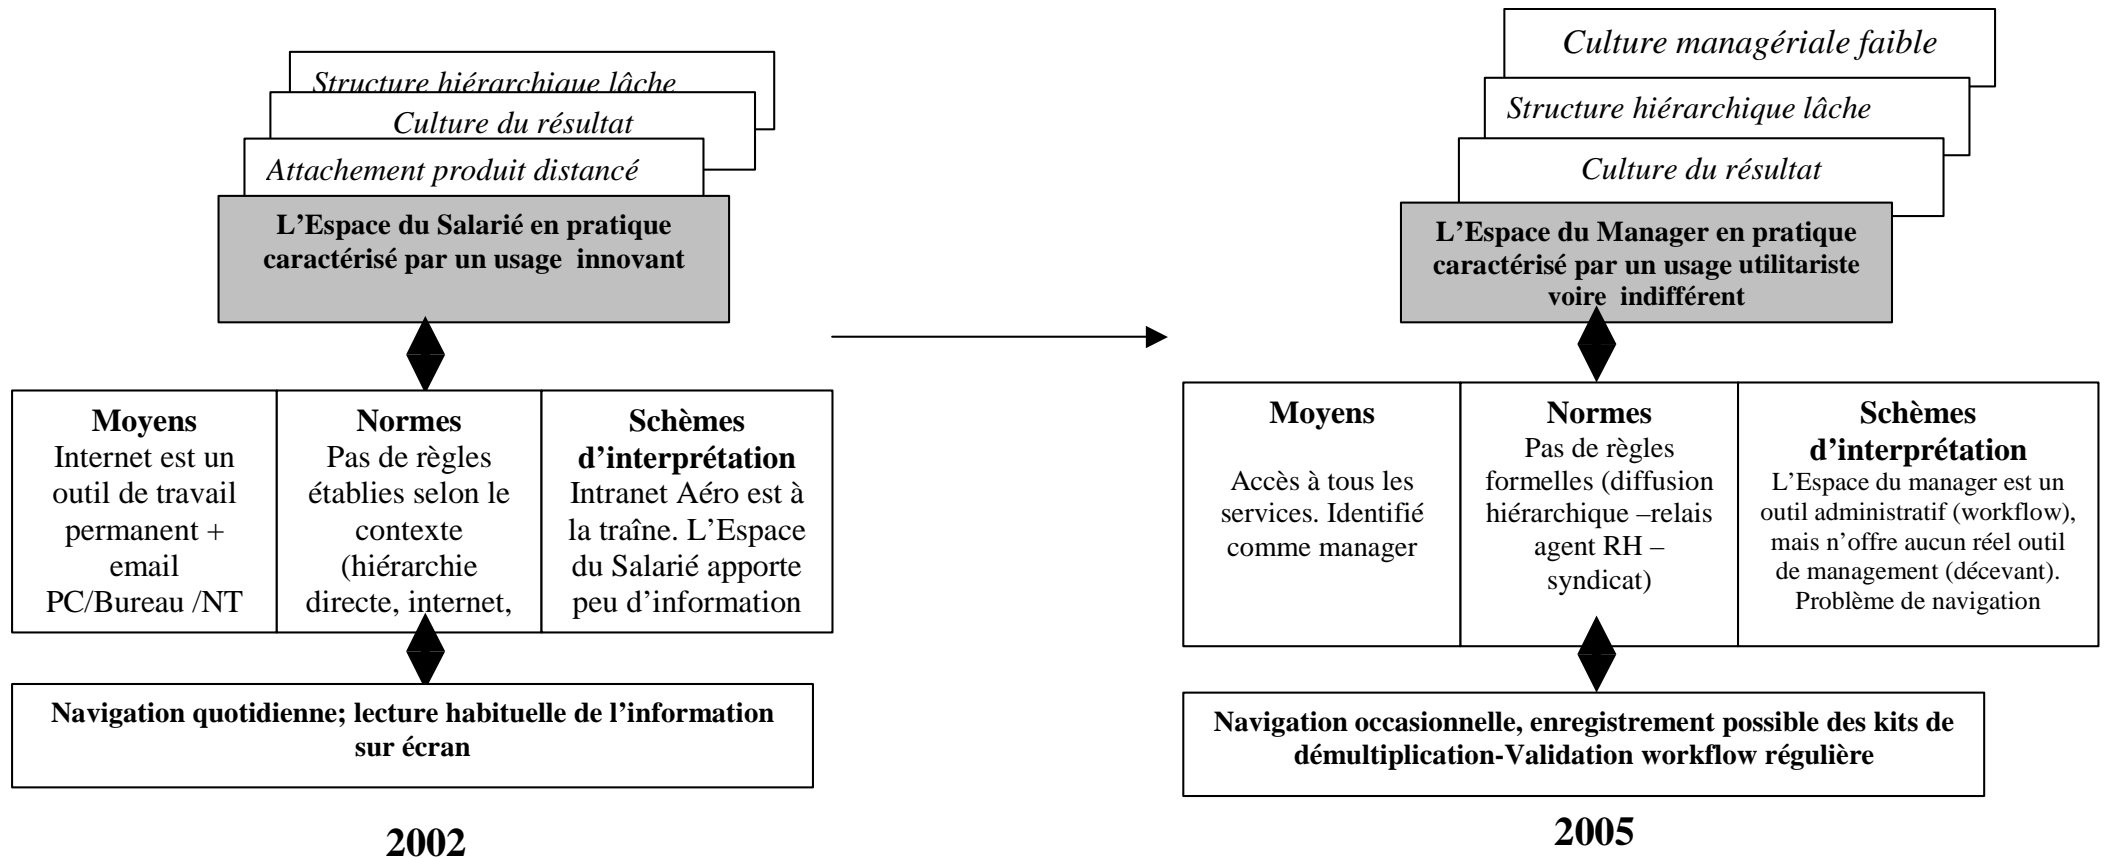 Structure hiérarchique lâche
Culture du résultat
Attachement produit distancé
L’Espace du Salarié en pratique
caractérisé par un usage innovant
Moyens
Internet est un
outil de travail
permanent +
email
PC/Bureau /NT
Normes
Pas de règles
établies selon le
contexte
(hiérarchie
directe, internet,
Schèmes
d’interprétation
Intranet Aéro est à
la traîne. L’Espace
du Salarié apporte
peu d’information
Navigation quotidienne; lecture habituelle de l’information
sur écran
2002
Culture managériale faible
Structure hiérarchique lâche
Culture du résultat
L’Espace du Manager en pratique
caractérisé par un usage utilitariste
voire indifférent
Moyens
Accès à tous les
services. Identifié
comme manager
Normes
Pas de règles
formelles (diffusion
hiérarchique –relais
agent RH –
syndicat)
Schèmes
d’interprétation
L’Espace du manager est un
outil administratif (workflow),
mais n’offre aucun réel outil
de management (décevant).
Problème de navigation
Navigation occasionnelle, enregistrement possible des kits de
démultiplication-Validation workflow régulière
2005